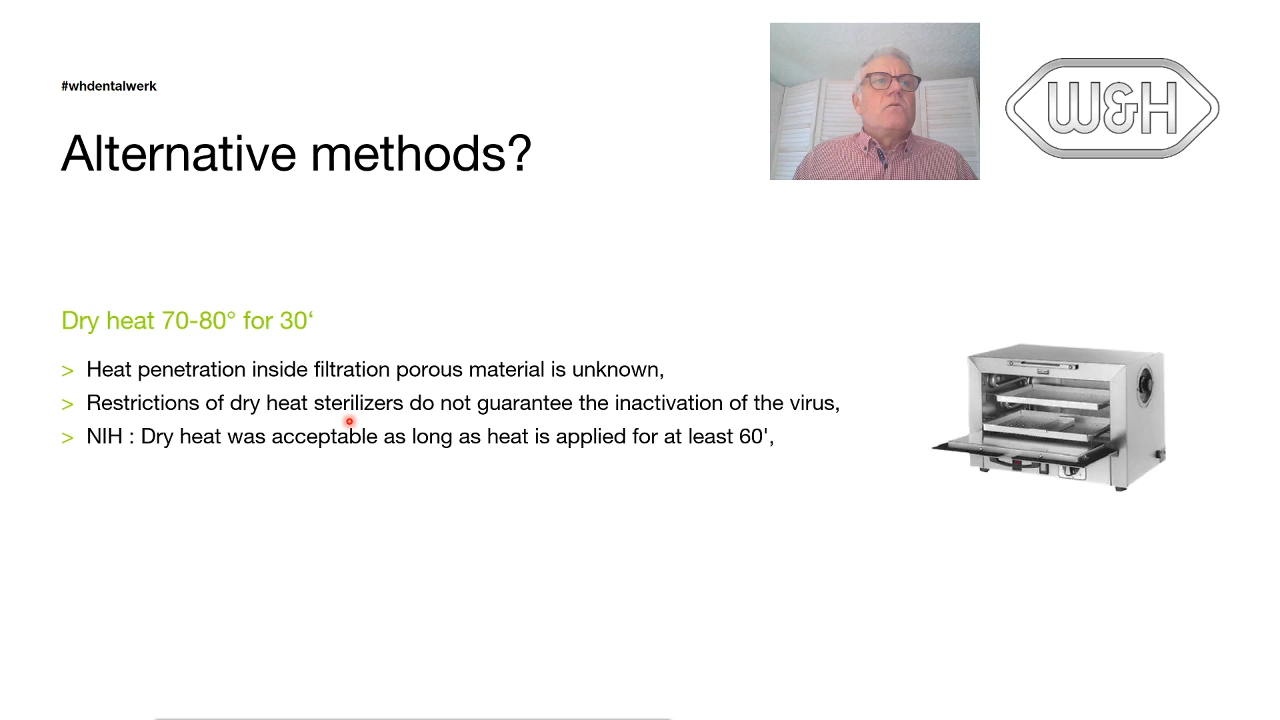 #whdentalwerk
W&H
Alternative methods?
Dry heat 70-80° for 30‘
> Heat penetration inside filtration porous material is unknown,
> Restrictions of dry heat sterilizers do not guarantee the inactivation of the virus,
> NIH : Dry heat was acceptable as long as heat is applied for at least 60',